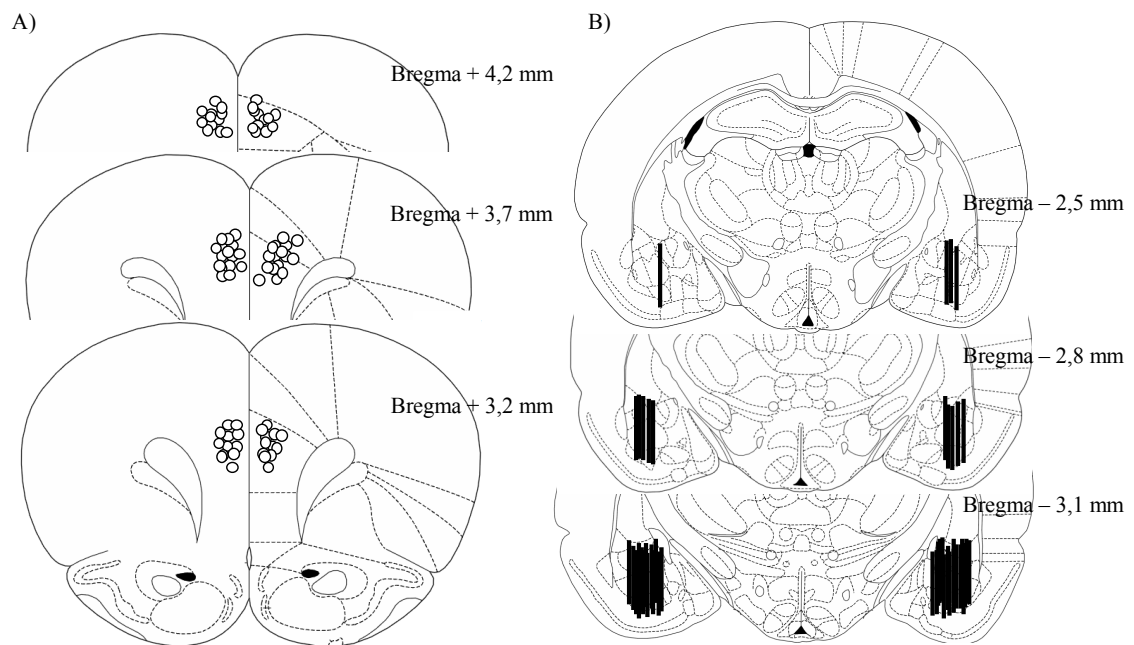 A)
Bregma + 4,2 mm
Bregma + 3,7 mm
Bregma + 3,2 mm
B)
Bregma – 2,5 mm
Bregma – 2,8 mm
Bregma – 3,1 mm